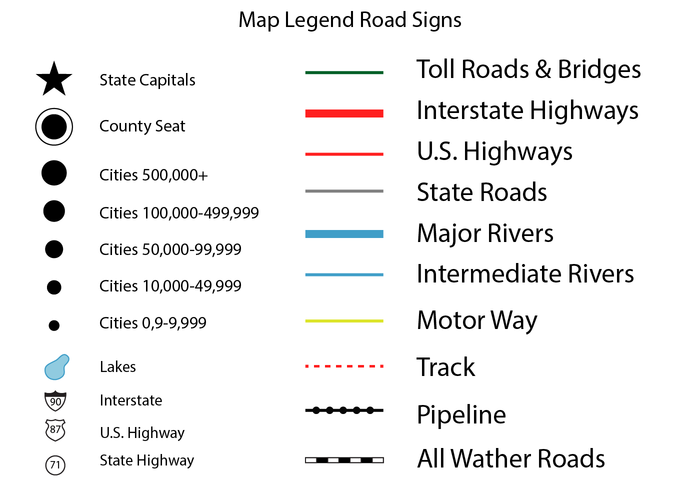 Map Legend Road Signs
State Capitals
County Seat
Cities 500,000+
Cities 100,000-499,999
Cities 50,000-99,999
Cities 10,000-49,999
Cities 0,9-9,999
Lakes
90 Interstate
87 U.S. Highway
71 State Highway
Toll Roads & Bridges
Interstate Highways
U.S. Highways
State Roads
Major Rivers
Intermediate Rivers
Motor Way
Track
Pipeline
All Wather Roads